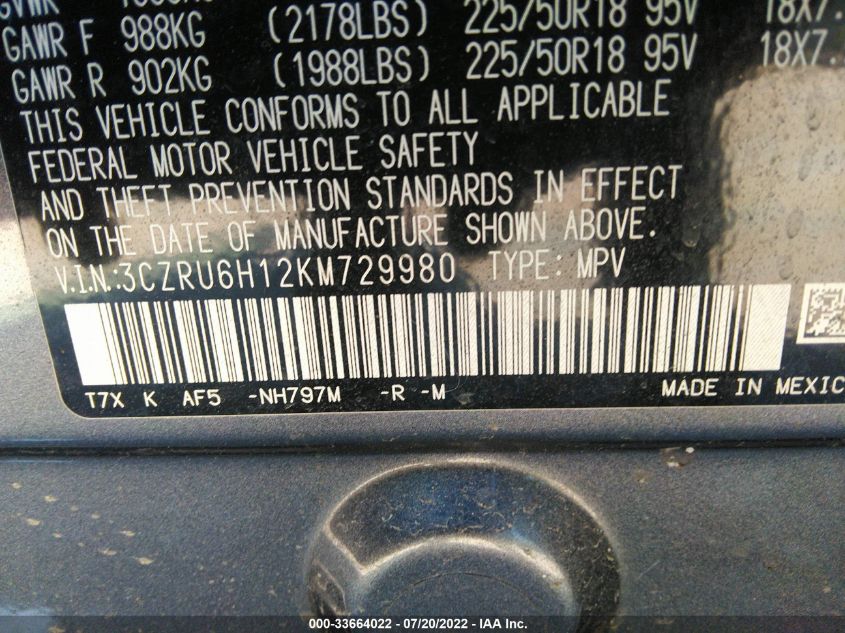 GAWR F 988KG (2178LBS) 225/50R18 95V 18X7.
GAWR R 902KG (1988LBS) 225/50R18 95V 18X7.
THIS VEHICLE CONFORMS TO ALL APPLICABLE
FEDERAL MOTOR VEHICLE SAFETY
AND THEFT PREVENTION STANDARDS IN EFFECT
ON THE DATE OF MANUFACTURE SHOWN ABOVE.
V.I.N.:3CZRU6H12KM729980 TYPE: MPV
T7X K AF5 -NH797M -R -M MADE IN MEXIC
000-33664022 - 07/20/2022 - IAA Inc.